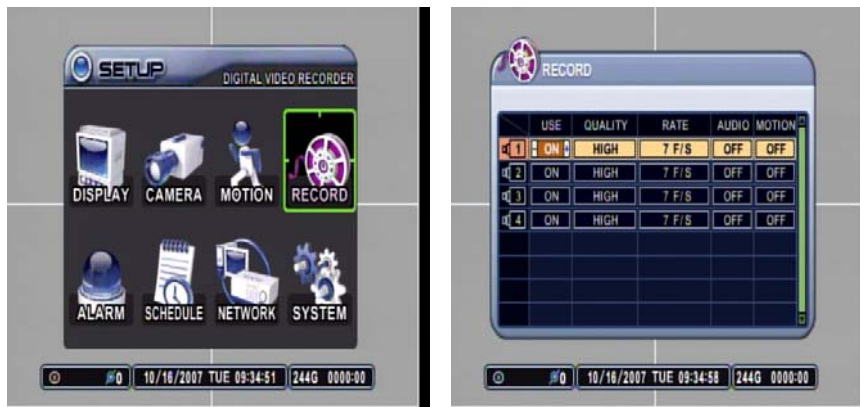 SETUP
DIGITAL VIDEO RECORDER
DISPLAY CAMERA MOTION RECORD
ALARM SCHEDULE NETWORK SYSTEM
0 10/16/2007 TUE 09:34:51 244G 0000:00
RECORD
USE QUALITY RATE AUDIO MOTION
1 ON HIGH 7 F/S OFF OFF
2 ON HIGH 7 F/S OFF OFF
3 ON HIGH 7 F/S OFF OFF
4 ON HIGH 7 F/S OFF OFF
0 10/16/2007 TUE 09:34:58 244G 0000:00